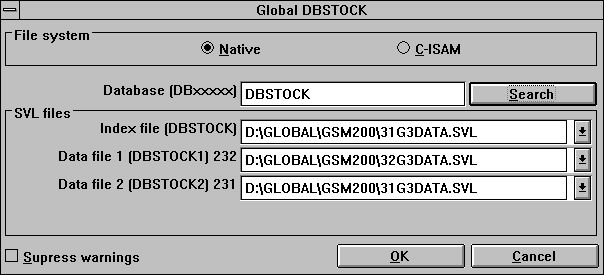 Global DBSTOCK
File system
Native C-ISAM
Database (DBxxxxx) DBSTOCK Search
SVL files
Index file (DBSTOCK) D:\GLOBAL\GSM200\31G3DATA.SVL
Data file 1 (DBSTOCK1) 232 D:\GLOBAL\GSM200\32G3DATA.SVL
Data file 2 (DBSTOCK2) 231 D:\GLOBAL\GSM200\31G3DATA.SVL
Supress warnings OK Cancel